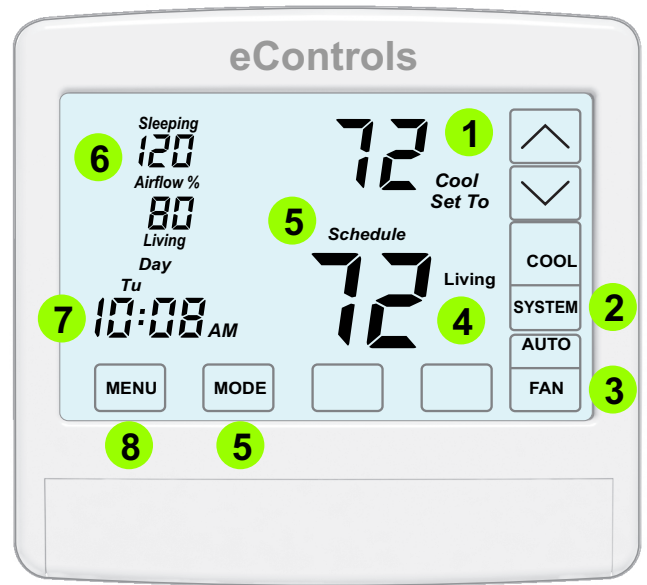 eControls
Sleeping
120
Airflow %
80
Living
Day
Tu
10:08 AM
6
7
72
1
Cool
Set To
5
Schedule
72
Living
4
COOL
SYSTEM
2
AUTO
FAN
3
MENU
MODE
8
5